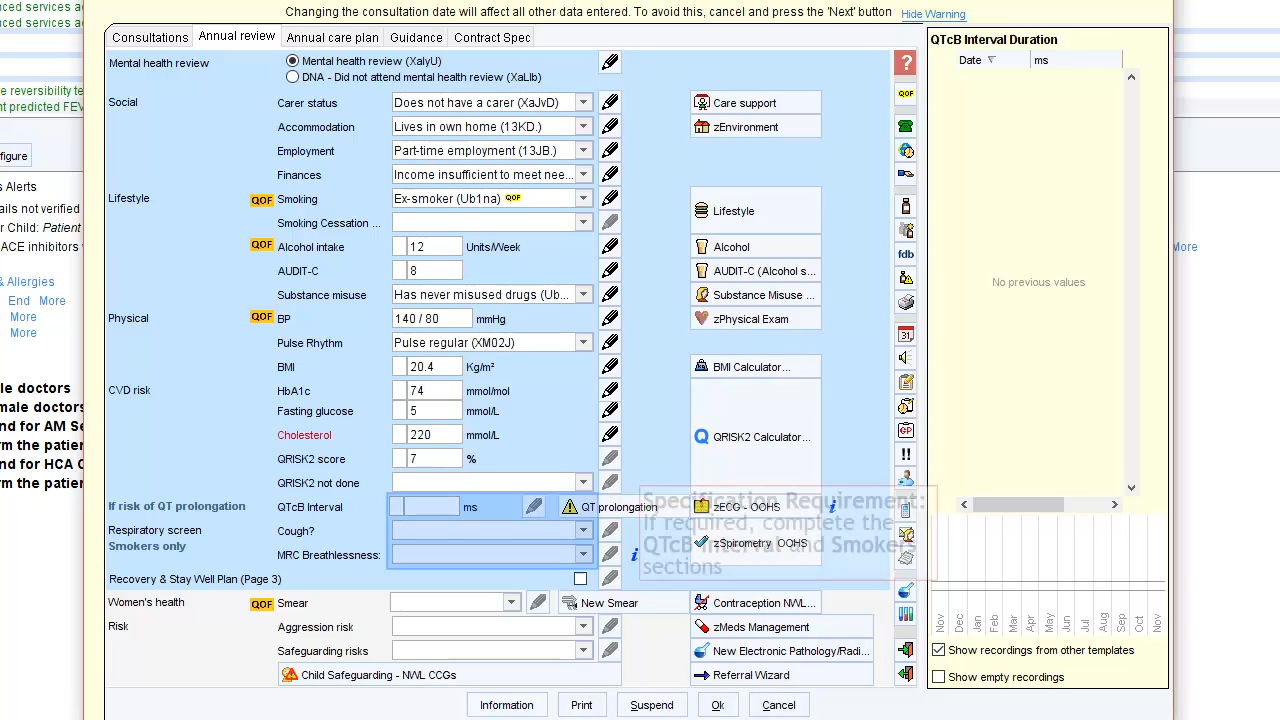 nced services ac
nced services ac
e reversibility te
nt predicted FEV
figure
s Alerts
ails not verified
r Child: Patient
ACE inhibitors v
& Allergies
End More
More
More
le doctors
male doctors
nd for AM Se
rm the patier
nd for HCA C
rm the patier
Changing the consultation date will affect all other data entered. To avoid this, cancel and press the 'Next' button Hide Warning
Consultations Annual review Annual care plan Guidance Contract Spec
Mental health review Mental health review (XaIyU)
DNA - Did not attend mental health review (XaLIb)
Social Carer status Does not have a carer (XaJvD) Care support
Accommodation Lives in own home (13KD.) zEnvironment
Employment Part-time employment (13JB.)
Finances Income insufficient to meet nee...
Lifestyle QOF Smoking Ex-smoker (Ub1na) QOF Lifestyle
Smoking Cessation ...
QOF Alcohol intake 12 Units/Week Alcohol
AUDIT-C 8 AUDIT-C (Alcohol s...
Substance misuse Has never misused drugs (Ub... Substance Misuse ...
Physical QOF BP 140 / 80 mmHg zPhysical Exam
Pulse Rhythm Pulse regular (XM02J)
BMI 20.4 Kg/m² BMI Calculator...
CVD risk HbA1c 74 mmol/mol
Fasting glucose 5 mmol/L
Cholesterol 220 mmol/L QRISK2 Calculator...
QRISK2 score 7 %
QRISK2 not done
If risk of QT prolongation QTcB Interval ms QT prolongation zECG - OOHS
Respiratory screen Cough?
Smokers only MRC Breathlessness: zSpirometry OOHS
Specification Requirement:
If required, complete the
QTcB Interval and Smokers
sections
Recovery & Stay Well Plan (Page 3)
Women's health QOF Smear New Smear Contraception NWL...
Risk Aggression risk zMeds Management
Safeguarding risks New Electronic Pathology/Radi...
Child Safeguarding - NWL CCGs Referral Wizard
Information Print Suspend Ok Cancel
?
QOF
fdb
31
GP
!!
QTcB Interval Duration
Date ms
No previous values
Nov Dec Jan Feb Mar Apr May Jun Jul Aug Sep Oct Nov
Show recordings from other templates
Show empty recordings
More